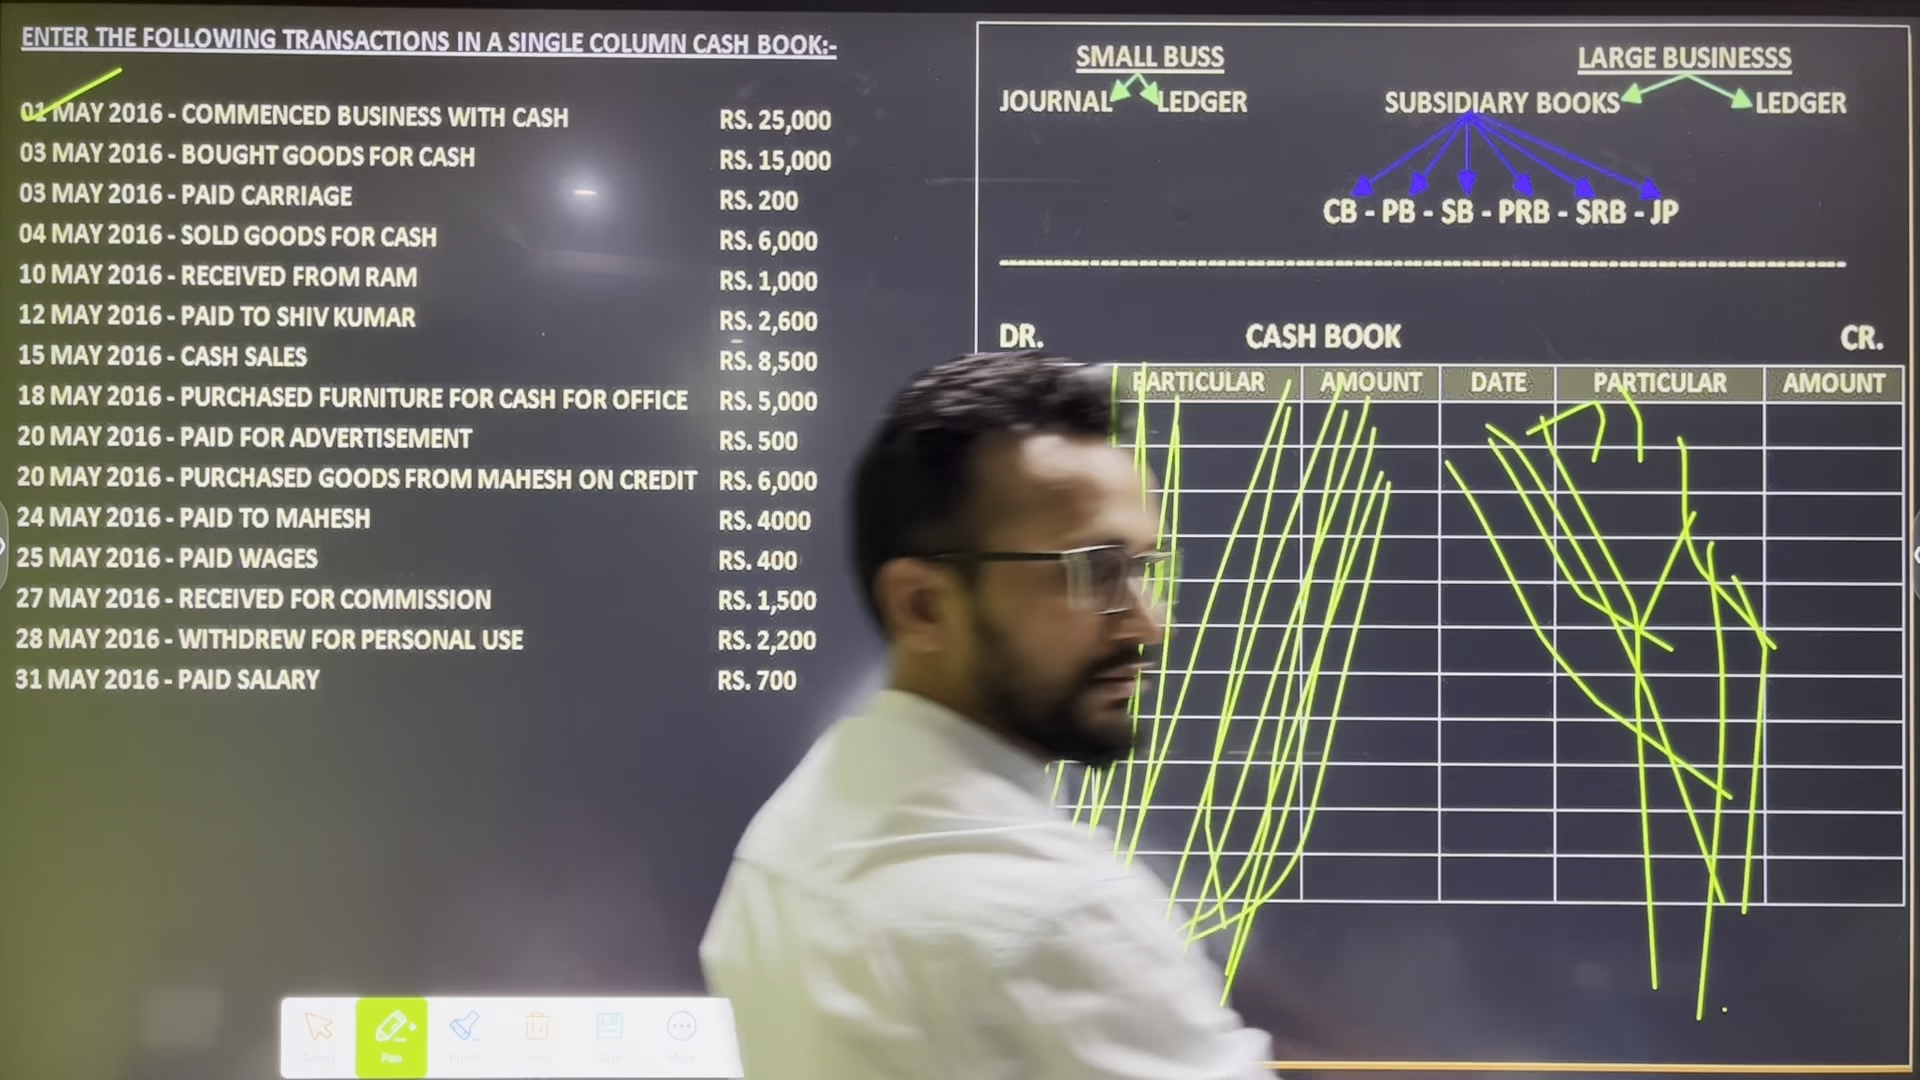 ENTER THE FOLLOWING TRANSACTIONS IN A SINGLE COLUMN CASH BOOK:-
01 MAY 2016 - COMMENCED BUSINESS WITH CASH RS. 25,000
03 MAY 2016 - BOUGHT GOODS FOR CASH RS. 15,000
03 MAY 2016 - PAID CARRIAGE RS. 200
04 MAY 2016 - SOLD GOODS FOR CASH RS. 6,000
10 MAY 2016 - RECEIVED FROM RAM RS. 1,000
12 MAY 2016 - PAID TO SHIV KUMAR RS. 2,600
15 MAY 2016 - CASH SALES RS. 8,500
18 MAY 2016 - PURCHASED FURNITURE FOR CASH FOR OFFICE RS. 5,000
20 MAY 2016 - PAID FOR ADVERTISEMENT RS. 500
20 MAY 2016 - PURCHASED GOODS FROM MAHESH ON CREDIT RS. 6,000
24 MAY 2016 - PAID TO MAHESH RS. 4000
25 MAY 2016 - PAID WAGES RS. 400
27 MAY 2016 - RECEIVED FOR COMMISSION RS. 1,500
28 MAY 2016 - WITHDREW FOR PERSONAL USE RS. 2,200
31 MAY 2016 - PAID SALARY RS. 700
SMALL BUSS LARGE BUSINESSS
JOURNAL LEDGER SUBSIDIARY BOOKS LEDGER
CB - PB - SB - PRB - SRB - JP
DR. CASH BOOK CR.
PARTICULAR AMOUNT DATE PARTICULAR AMOUNT
Pen